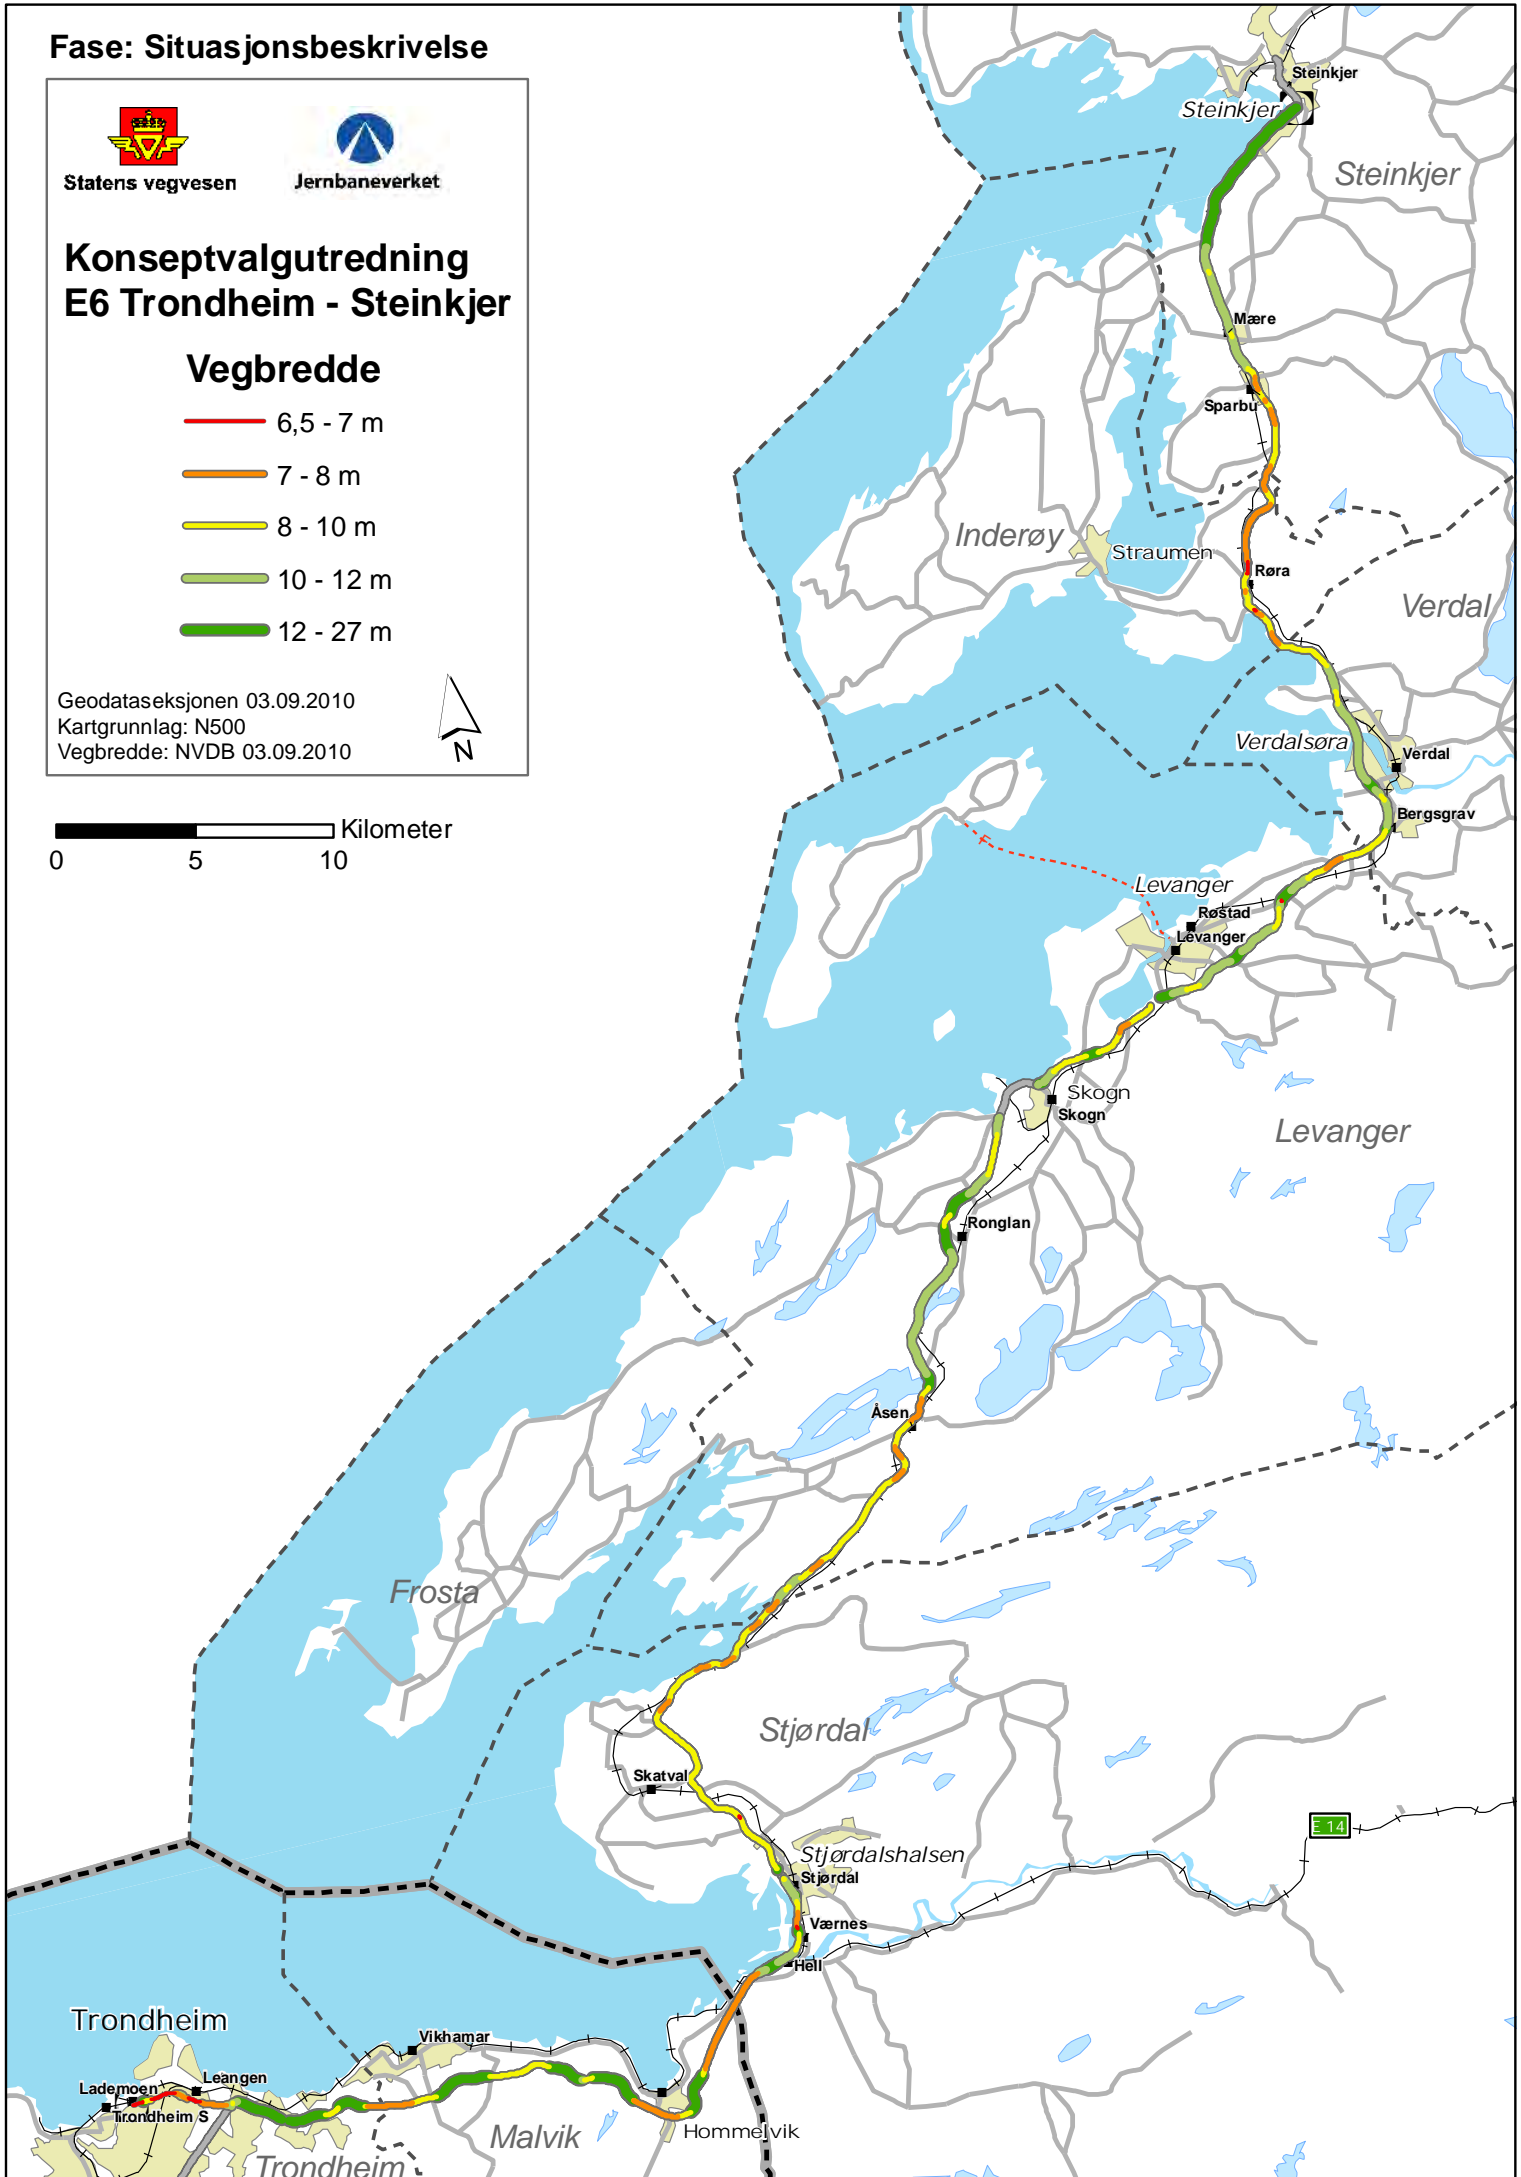 Fase: Situasjonsbeskrivelse
Statens vegvesen
Jernbaneverket
Konseptvalgutredning
E6 Trondheim - Steinkjer
Vegbredde
6,5 - 7 m
7 - 8 m
8 - 10 m
10 - 12 m
12 - 27 m
Geodataseksjonen 03.09.2010
Kartgrunnlag: N500
Vegbredde: NVDB 03.09.2010
N
Kilometer
0 5 10
Steinkjer
Steinkjer
Steinkjer
Mære
Sparbu
Inderøy
Straumen
Røra
Verdal
Verdalsøra
Verdal
Bergsgrav
Levanger
Røstad
Levanger
Skogn
Skogn
Levanger
Ronglan
Åsen
Frosta
Stjørdal
Skatval
E 14
Stjørdalshalsen
Stjørdal
Værnes
Hell
Trondheim
Vikhamar
Leangen
Lademoen
Trondheim S
Hommelvik
Malvik
Trondheim